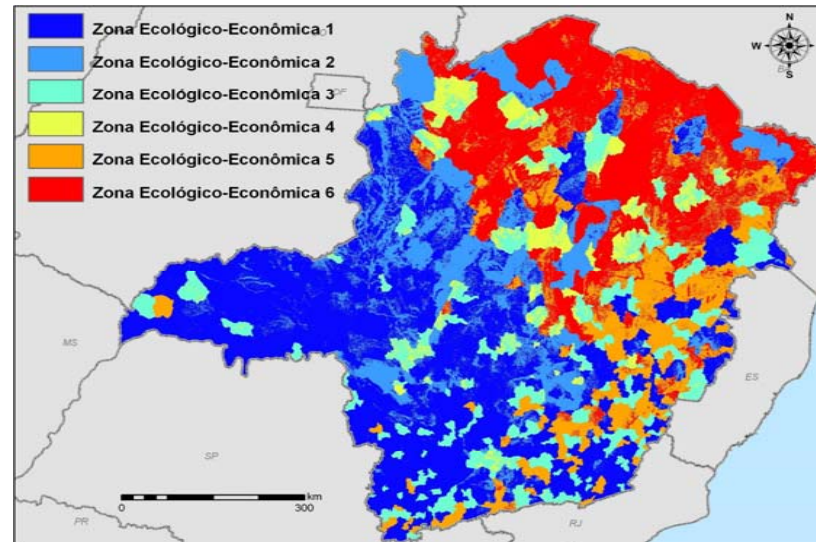 Zona Ecológico-Econômica 1
Zona Ecológico-Econômica 2
Zona Ecológico-Econômica 3
Zona Ecológico-Econômica 4
Zona Ecológico-Econômica 5
Zona Ecológico-Econômica 6
N
W
E
S
DF
MS
ES
SP
0
300
km
PR
RJ